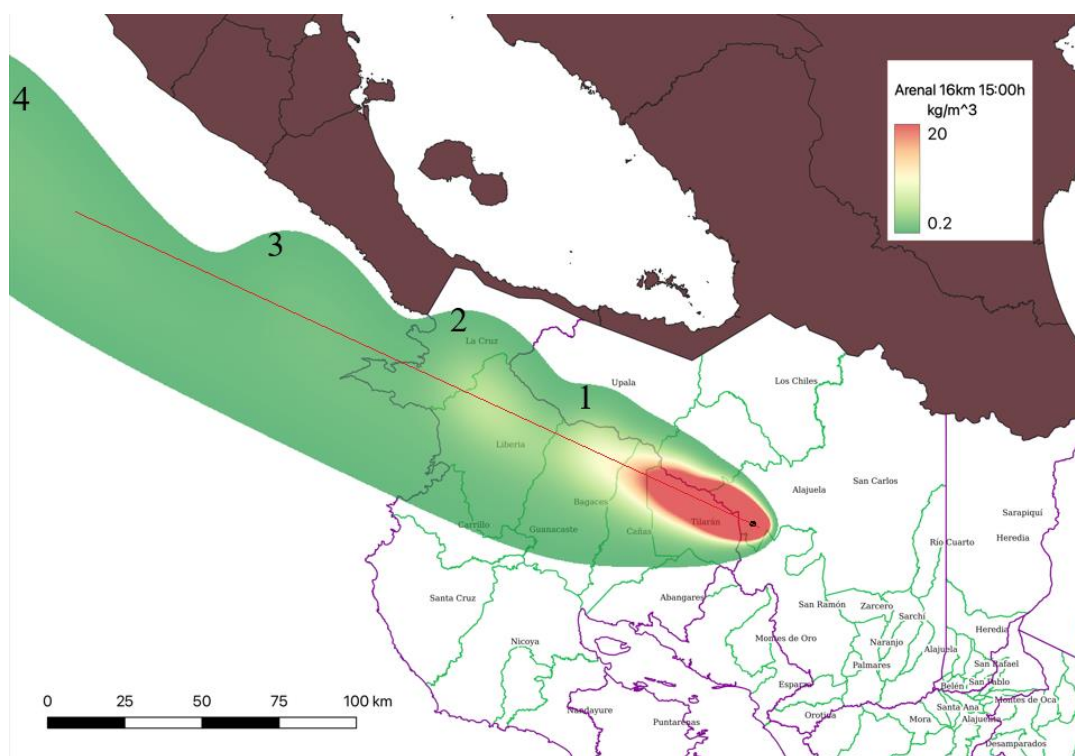 4
Arenal 16km 15:00h
kg/m^3
20
0.2
3
2
La Cruz
1
Upala
Los Chiles
Liberia
Alajuela
San Carlos
Bagaces
Sarapiquí
Carrillo
Guanacaste
Cañas
Tilarán
Heredia
Río Cuarto
Santa Cruz
Abangares
San Ramón
Zarcero
Sarchí
Nicoya
Montes de Oro
Naranjo
Alajuela
Heredia
Palmares
San Rafael
Esparza
Belén
San Pablo
0
25
50
75
100 km
Nandayure
Puntarenas
Orotina
Mora
Santa Ana
Montes de Oca
Alajuelita
Desamparados